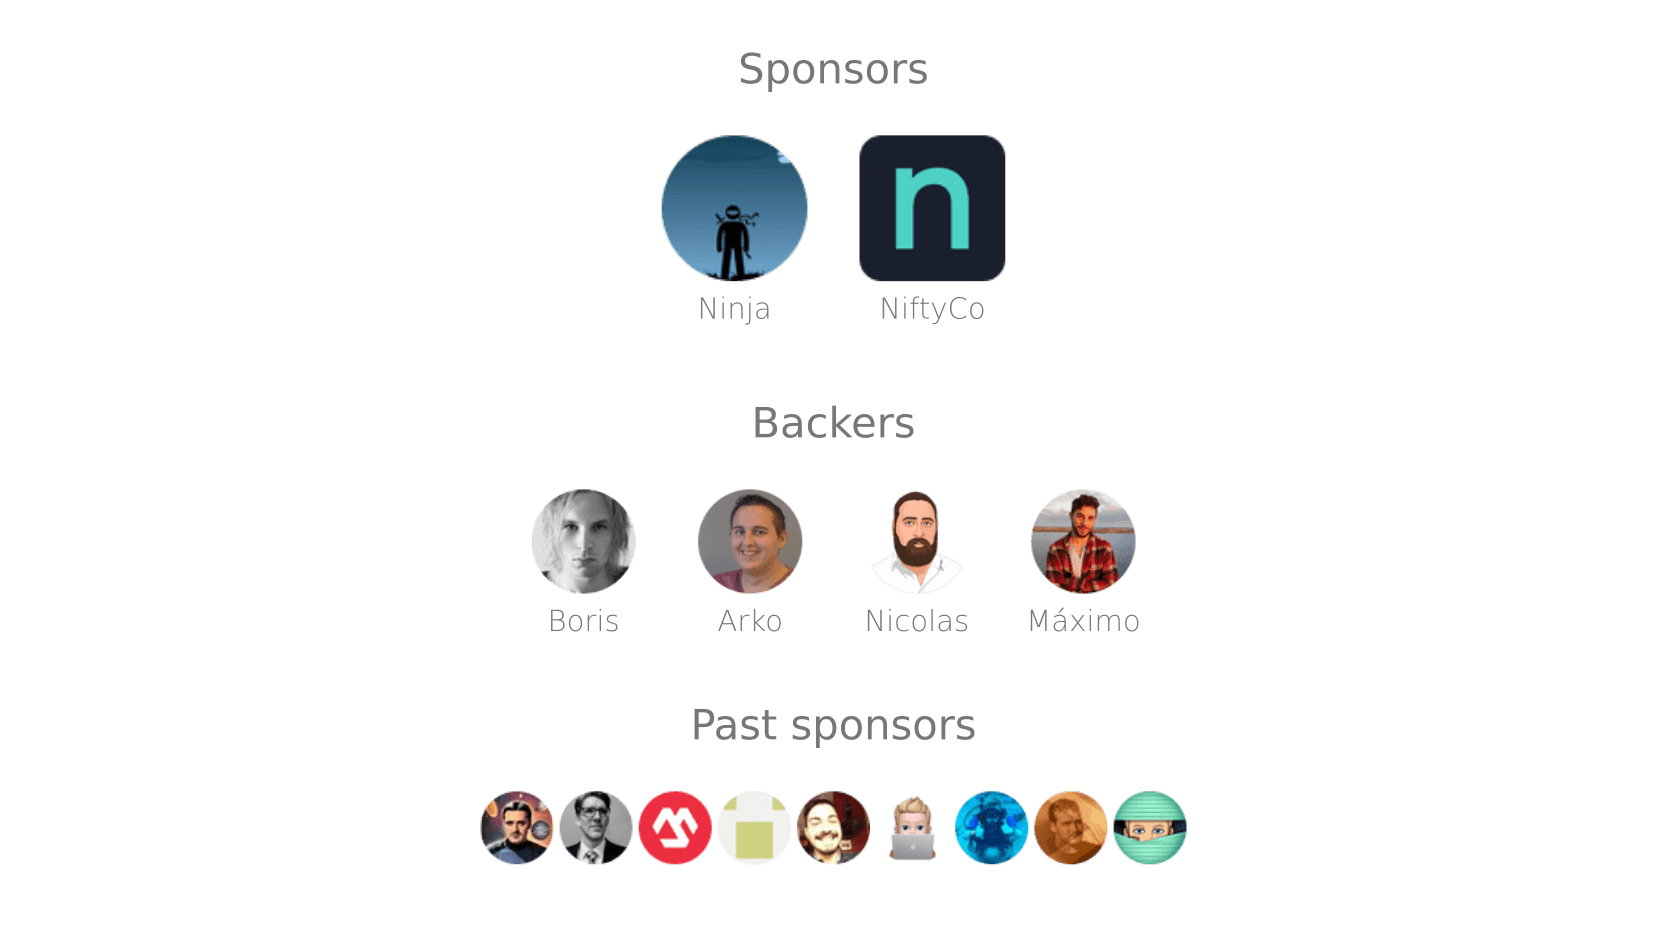 Sponsors
n
Ninja
NiftyCo
Backers
Boris
Arko
Nicolas
Máximo
Past sponsors